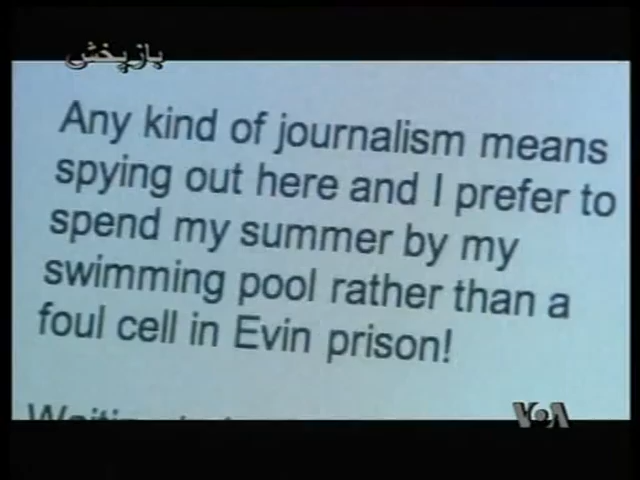 بازپخش
Any kind of journalism means
spying out here and I prefer to
spend my summer by my
swimming pool rather than a
foul cell in Evin prison!
VOA